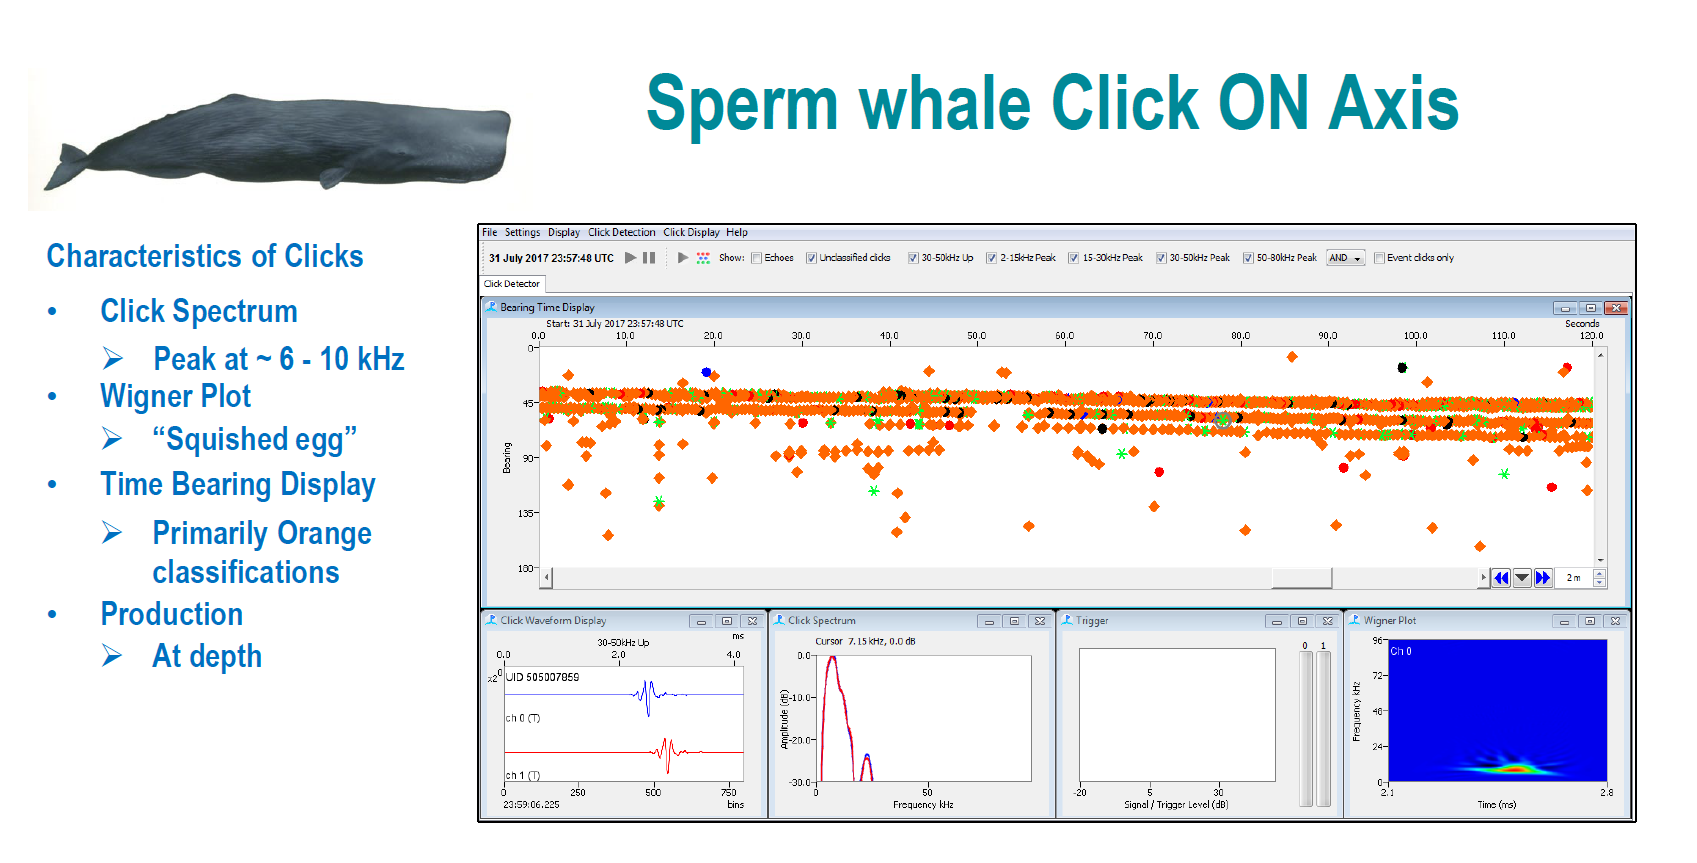 Sperm whale Click ON Axis
Characteristics of Clicks
• Click Spectrum
➢ Peak at ~ 6 - 10 kHz
• Wigner Plot
➢ “Squished egg”
• Time Bearing Display
➢ Primarily Orange
classifications
• Production
➢ At depth
File Settings Display Click Detection Click Display Help
31 July 2017 23:57:48 UTC Show: Echoes Unclassified clicks 30-50kHz Up 2-15kHz Peak 15-30kHz Peak 30-50kHz Peak 50-80kHz Peak AND Event clicks only
Click Detector
Bearing Time Display
Start: 31 July 2017 23:57:48 UTC Seconds
0.0 10.0 20.0 30.0 40.0 50.0 60.0 70.0 80.0 90.0 100.0 110.0 120.0
0
45
Bearing
90
135
180
2 m
Click Waveform Display
30-50kHz Up ms
0.0 2.0 4.0
x2⁰ UID 505007859
ch 0 (T)
ch 1 (T)
0 250 500 750
23:59:06.225 bins
Click Spectrum
Cursor 7.15 kHz, 0.0 dB
0.0
-10.0
Amplitude (dB)
-20.0
-30.0
0 50
Frequency kHz
Trigger
0 1
-20 5 30
Signal / Trigger Level (dB)
Wigner Plot
96
Ch 0
72
Frequency kHz
48
24
0
2.1 2.8
Time (ms)